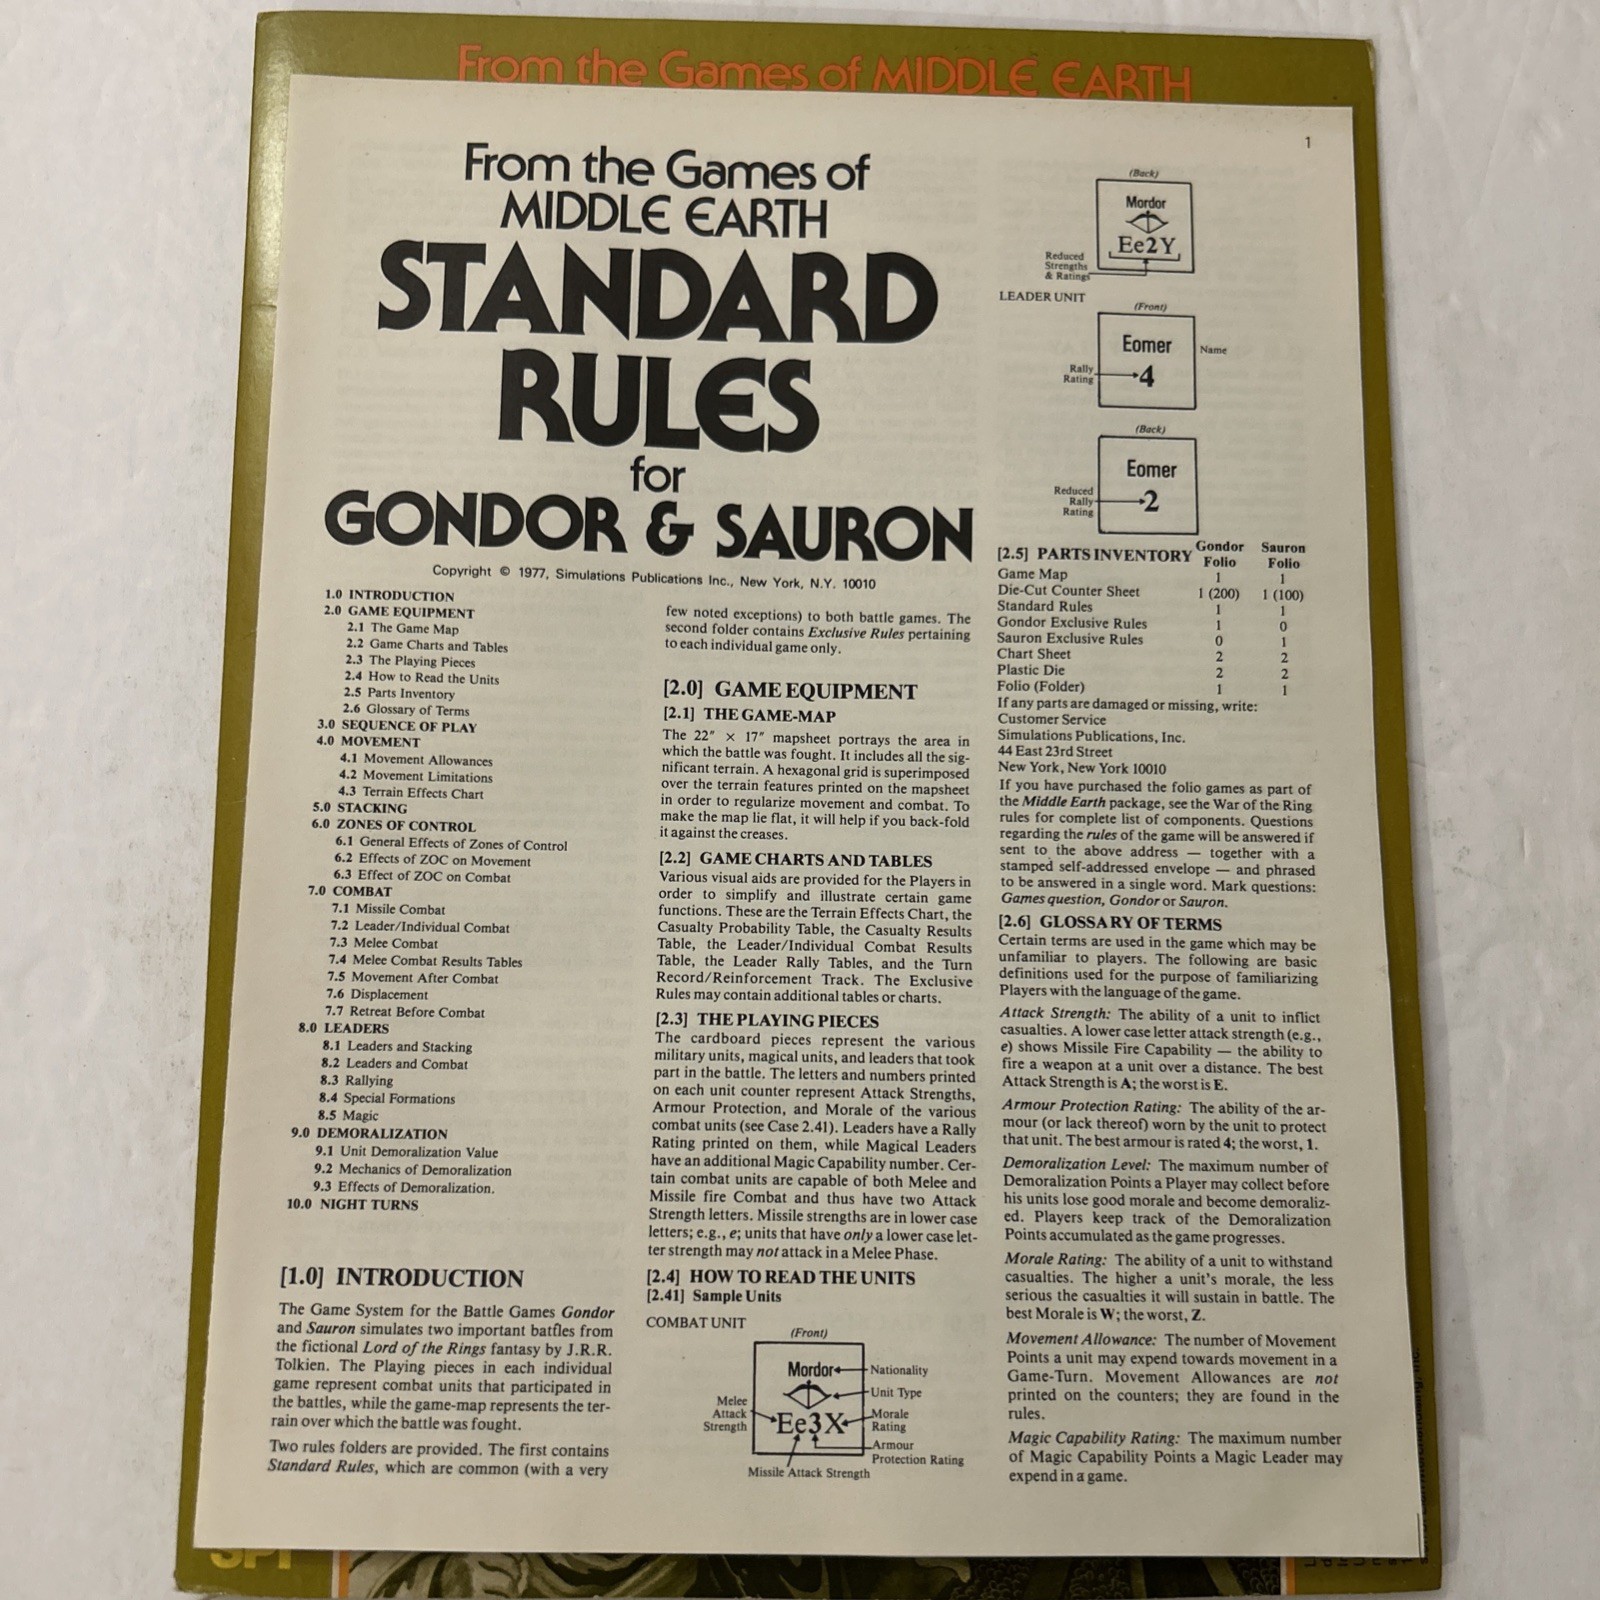 From the Games of MIDDLE EARTH
1
From the Games of
MIDDLE EARTH
STANDARD
RULES
for
GONDOR & SAURON
Copyright © 1977, Simulations Publications Inc., New York, N.Y. 10010
1.0 INTRODUCTION
2.0 GAME EQUIPMENT
2.1 The Game Map
2.2 Game Charts and Tables
2.3 The Playing Pieces
2.4 How to Read the Units
2.5 Parts Inventory
2.6 Glossary of Terms
3.0 SEQUENCE OF PLAY
4.0 MOVEMENT
4.1 Movement Allowances
4.2 Movement Limitations
4.3 Terrain Effects Chart
5.0 STACKING
6.0 ZONES OF CONTROL
6.1 General Effects of Zones of Control
6.2 Effects of ZOC on Movement
6.3 Effect of ZOC on Combat
7.0 COMBAT
7.1 Missile Combat
7.2 Leader/Individual Combat
7.3 Melee Combat
7.4 Melee Combat Results Tables
7.5 Movement After Combat
7.6 Displacement
7.7 Retreat Before Combat
8.0 LEADERS
8.1 Leaders and Stacking
8.2 Leaders and Combat
8.3 Rallying
8.4 Special Formations
8.5 Magic
9.0 DEMORALIZATION
9.1 Unit Demoralization Value
9.2 Mechanics of Demoralization
9.3 Effects of Demoralization.
10.0 NIGHT TURNS
[1.0] INTRODUCTION
The Game System for the Battle Games Gondor
and Sauron simulates two important battles from
the fictional Lord of the Rings fantasy by J.R.R.
Tolkien. The Playing pieces in each individual
game represent combat units that participated in
the battles, while the game-map represents the ter-
rain over which the battle was fought.
Two rules folders are provided. The first contains
Standard Rules, which are common (with a very
few noted exceptions) to both battle games. The
second folder contains Exclusive Rules pertaining
to each individual game only.
[2.0] GAME EQUIPMENT
[2.1] THE GAME-MAP
The 22″ × 17″ mapsheet portrays the area in
which the battle was fought. It includes all the sig-
nificant terrain. A hexagonal grid is superimposed
over the terrain features printed on the mapsheet
in order to regularize movement and combat. To
make the map lie flat, it will help if you back-fold
it against the creases.
[2.2] GAME CHARTS AND TABLES
Various visual aids are provided for the Players in
order to simplify and illustrate certain game
functions. These are the Terrain Effects Chart, the
Casualty Probability Table, the Casualty Results
Table, the Leader/Individual Combat Results
Table, the Leader Rally Tables, and the Turn
Record/Reinforcement Track. The Exclusive
Rules may contain additional tables or charts.
[2.3] THE PLAYING PIECES
The cardboard pieces represent the various
military units, magical units, and leaders that took
part in the battle. The letters and numbers printed
on each unit counter represent Attack Strengths,
Armour Protection, and Morale of the various
combat units (see Case 2.41). Leaders have a Rally
Rating printed on them, while Magical Leaders
have an additional Magic Capability number. Cer-
tain combat units are capable of both Melee and
Missile fire Combat and thus have two Attack
Strength letters. Missile strengths are in lower case
letters; e.g., e; units that have only a lower case let-
ter strength may not attack in a Melee Phase.
[2.4] HOW TO READ THE UNITS
[2.41] Sample Units
COMBAT UNIT
(Front)
Mordor
Nationality
Unit Type
Melee
Attack
Strength
Ee3X
Morale
Rating
Armour
Protection Rating
Missile Attack Strength
(Back)
Mordor
Ee2Y
Reduced
Strengths
& Ratings
LEADER UNIT
(Front)
Eomer
Name
Rally
Rating
4
(Back)
Eomer
Reduced
Rally
Rating
2
[2.5] PARTS INVENTORY Gondor Folio Sauron Folio
Game Map 1 1
Die-Cut Counter Sheet 1 (200) 1 (100)
Standard Rules 1 1
Gondor Exclusive Rules 1 0
Sauron Exclusive Rules 0 1
Chart Sheet 2 2
Plastic Die 2 2
Folio (Folder) 1 1
If any parts are damaged or missing, write:
Customer Service
Simulations Publications, Inc.
44 East 23rd Street
New York, New York 10010
If you have purchased the folio games as part of
the Middle Earth package, see the War of the Ring
rules for complete list of components. Questions
regarding the rules of the game will be answered if
sent to the above address — together with a
stamped self-addressed envelope — and phrased
to be answered in a single word. Mark questions:
Games question, Gondor or Sauron.
[2.6] GLOSSARY OF TERMS
Certain terms are used in the game which may be
unfamiliar to players. The following are basic
definitions used for the purpose of familiarizing
Players with the language of the game.
Attack Strength: The ability of a unit to inflict
casualties. A lower case letter attack strength (e.g.,
e) shows Missile Fire Capability — the ability to
fire a weapon at a unit over a distance. The best
Attack Strength is A; the worst is E.
Armour Protection Rating: The ability of the ar-
mour (or lack thereof) worn by the unit to protect
that unit. The best armour is rated 4; the worst, 1.
Demoralization Level: The maximum number of
Demoralization Points a Player may collect before
his units lose good morale and become demoraliz-
ed. Players keep track of the Demoralization
Points accumulated as the game progresses.
Morale Rating: The ability of a unit to withstand
casualties. The higher a unit's morale, the less
serious the casualties it will sustain in battle. The
best Morale is W; the worst, Z.
Movement Allowance: The number of Movement
Points a unit may expend towards movement in a
Game-Turn. Movement Allowances are not
printed on the counters; they are found in the
rules.
Magic Capability Rating: The maximum number
of Magic Capability Points a Magic Leader may
expend in a game.
SPI